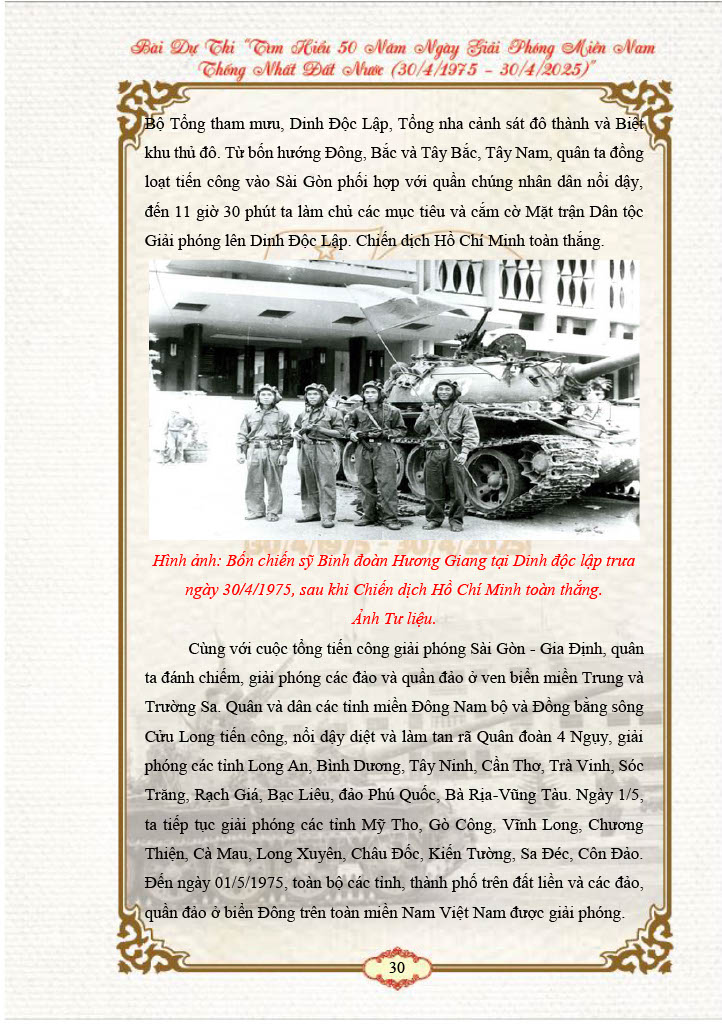 Bài Dự Thi “Tìm Hiểu 50 Năm Ngày Giải Phóng Miền Nam
Thống Nhất Đất Nước (30/4/1975 – 30/4/2025)”
Bộ Tổng tham mưu, Dinh Độc Lập, Tổng nha cảnh sát đô thành và Biệt
khu thủ đô. Từ bốn hướng Đông, Bắc và Tây Bắc, Tây Nam, quân ta đồng
loạt tiến công vào Sài Gòn phối hợp với quần chúng nhân dân nổi dậy,
đến 11 giờ 30 phút ta làm chủ các mục tiêu và cắm cờ Mặt trận Dân tộc
Giải phóng lên Dinh Độc Lập. Chiến dịch Hồ Chí Minh toàn thắng.
(30/4/1975 - 30/4/2025)
Hình ảnh: Bốn chiến sỹ Binh đoàn Hương Giang tại Dinh độc lập trưa
ngày 30/4/1975, sau khi Chiến dịch Hồ Chí Minh toàn thắng.
Ảnh Tư liệu.
Cùng với cuộc tổng tiến công giải phóng Sài Gòn - Gia Định, quân
ta đánh chiếm, giải phóng các đảo và quần đảo ở ven biển miền Trung và
Trường Sa. Quân và dân các tỉnh miền Đông Nam bộ và Đồng bằng sông
Cửu Long tiến công, nổi dậy diệt và làm tan rã Quân đoàn 4 Ngụy, giải
phóng các tỉnh Long An, Bình Dương, Tây Ninh, Cần Thơ, Trà Vinh, Sóc
Trăng, Rạch Giá, Bạc Liêu, đảo Phú Quốc, Bà Rịa-Vũng Tàu. Ngày 1/5,
ta tiếp tục giải phóng các tỉnh Mỹ Tho, Gò Công, Vĩnh Long, Chương
Thiện, Cà Mau, Long Xuyên, Châu Đốc, Kiến Tường, Sa Đéc, Côn Đảo.
Đến ngày 01/5/1975, toàn bộ các tỉnh, thành phố trên đất liền và các đảo,
quần đảo ở biển Đông trên toàn miền Nam Việt Nam được giải phóng.
30